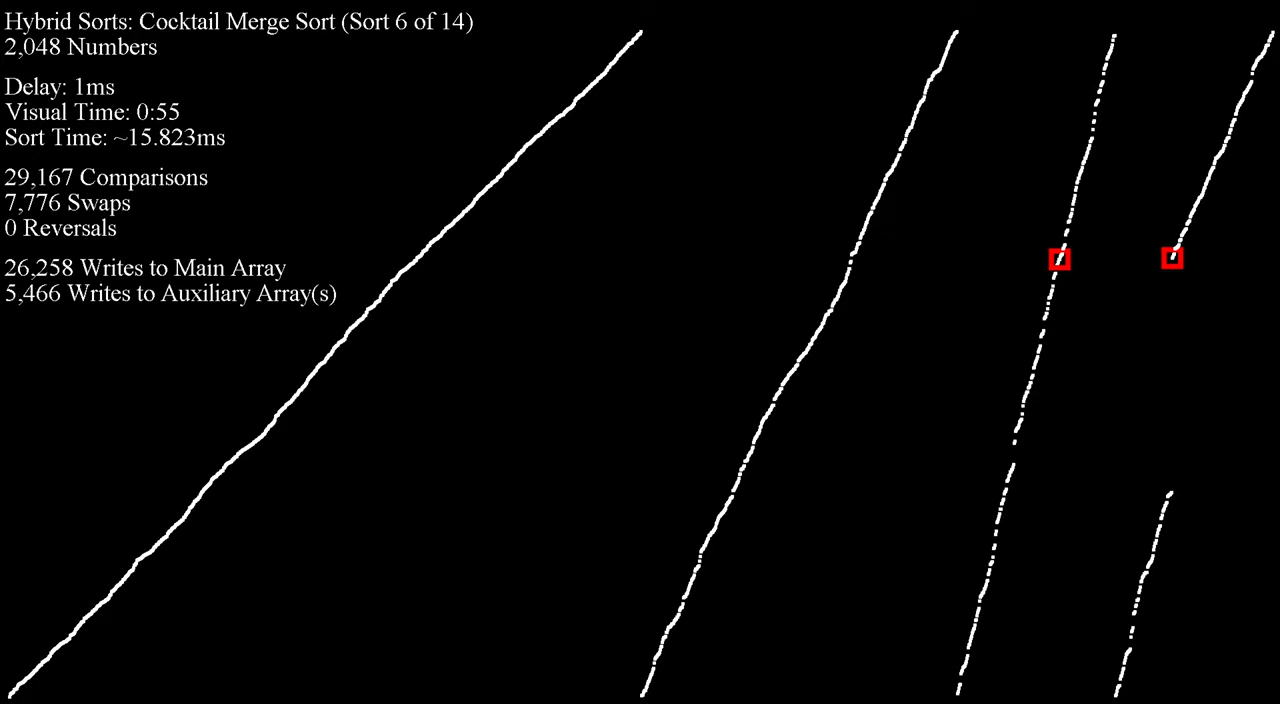 Hybrid Sorts: Cocktail Merge Sort (Sort 6 of 14)
2,048 Numbers
Delay: 1ms
Visual Time: 0:55
Sort Time: ~15.823ms
29,167 Comparisons
7,776 Swaps
0 Reversals
26,258 Writes to Main Array
5,466 Writes to Auxiliary Array(s)